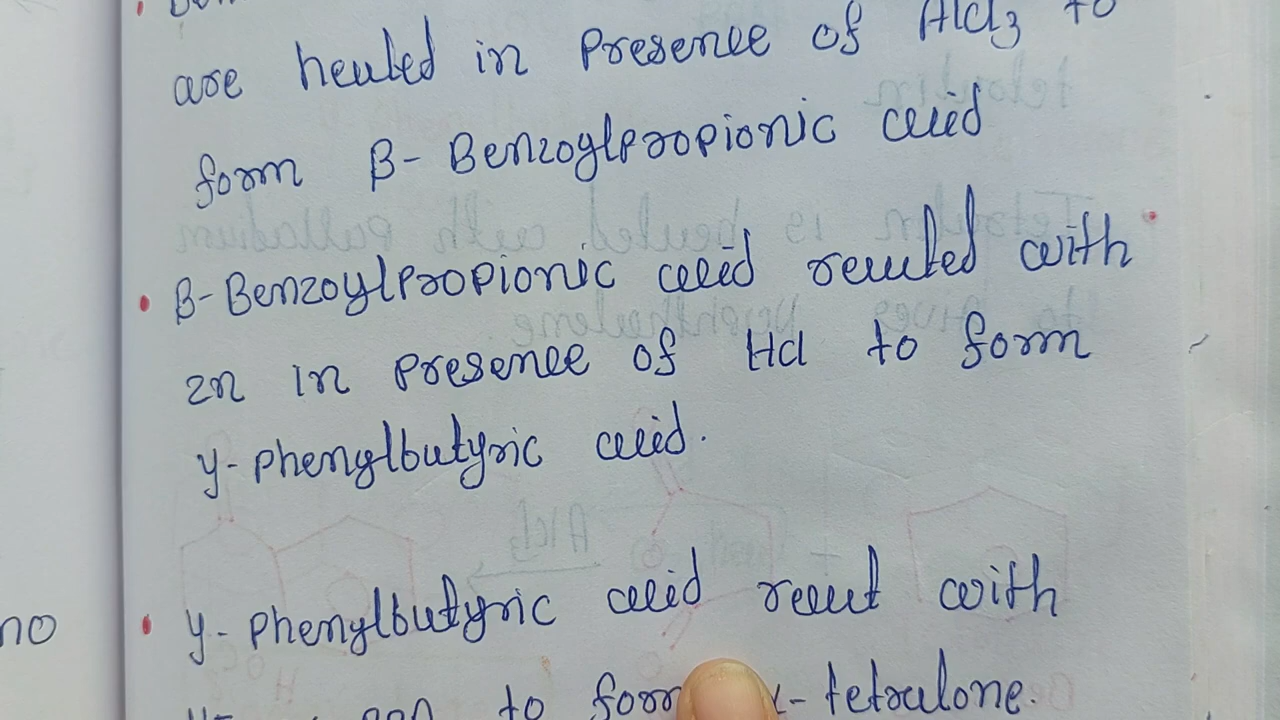 are heated in presence of AlCl3 to
form β- Benzoylpropionic acid
• β-Benzoylpropionic acid reacted with
zn in presence of Hcl to form
γ- phenylbutyric acid.
• γ- phenylbutyric acid react with
to form α- tetralone.
no